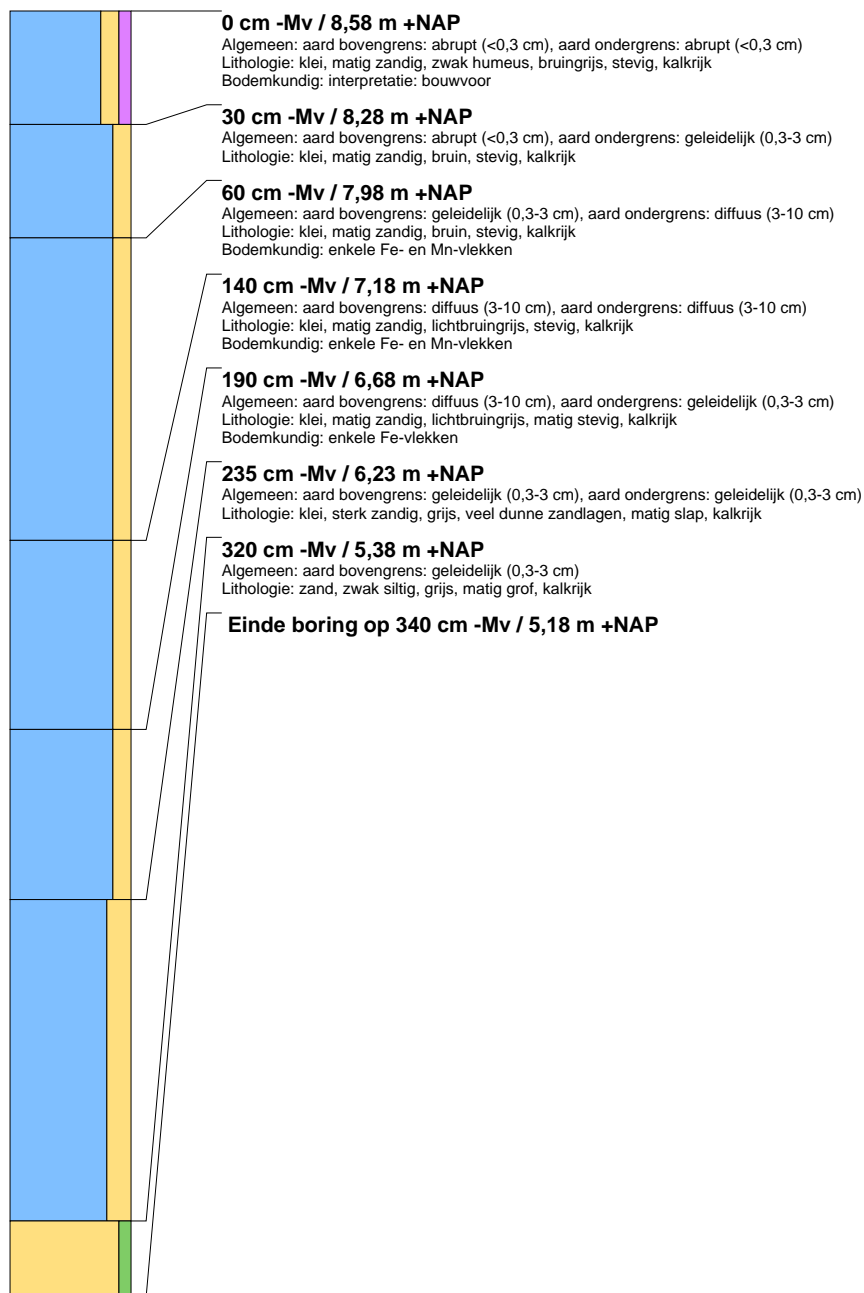 0 cm -Mv / 8,58 m +NAP
Algemeen: aard bovengrens: abrupt (<0,3 cm), aard ondergrens: abrupt (<0,3 cm)
Lithologie: klei, matig zandig, zwak humeus, bruingrijs, stevig, kalkrijk
Bodemkundig: interpretatie: bouwvoor
30 cm -Mv / 8,28 m +NAP
Algemeen: aard bovengrens: abrupt (<0,3 cm), aard ondergrens: geleidelijk (0,3-3 cm)
Lithologie: klei, matig zandig, bruin, stevig, kalkrijk
60 cm -Mv / 7,98 m +NAP
Algemeen: aard bovengrens: geleidelijk (0,3-3 cm), aard ondergrens: diffuus (3-10 cm)
Lithologie: klei, matig zandig, bruin, stevig, kalkrijk
Bodemkundig: enkele Fe- en Mn-vlekken
140 cm -Mv / 7,18 m +NAP
Algemeen: aard bovengrens: diffuus (3-10 cm), aard ondergrens: diffuus (3-10 cm)
Lithologie: klei, matig zandig, lichtbruingrijs, stevig, kalkrijk
Bodemkundig: enkele Fe- en Mn-vlekken
190 cm -Mv / 6,68 m +NAP
Algemeen: aard bovengrens: diffuus (3-10 cm), aard ondergrens: geleidelijk (0,3-3 cm)
Lithologie: klei, matig zandig, lichtbruingrijs, matig stevig, kalkrijk
Bodemkundig: enkele Fe-vlekken
235 cm -Mv / 6,23 m +NAP
Algemeen: aard bovengrens: geleidelijk (0,3-3 cm), aard ondergrens: geleidelijk (0,3-3 cm)
Lithologie: klei, sterk zandig, grijs, veel dunne zandlagen, matig slap, kalkrijk
320 cm -Mv / 5,38 m +NAP
Algemeen: aard bovengrens: geleidelijk (0,3-3 cm)
Lithologie: zand, zwak siltig, grijs, matig grof, kalkrijk
Einde boring op 340 cm -Mv / 5,18 m +NAP